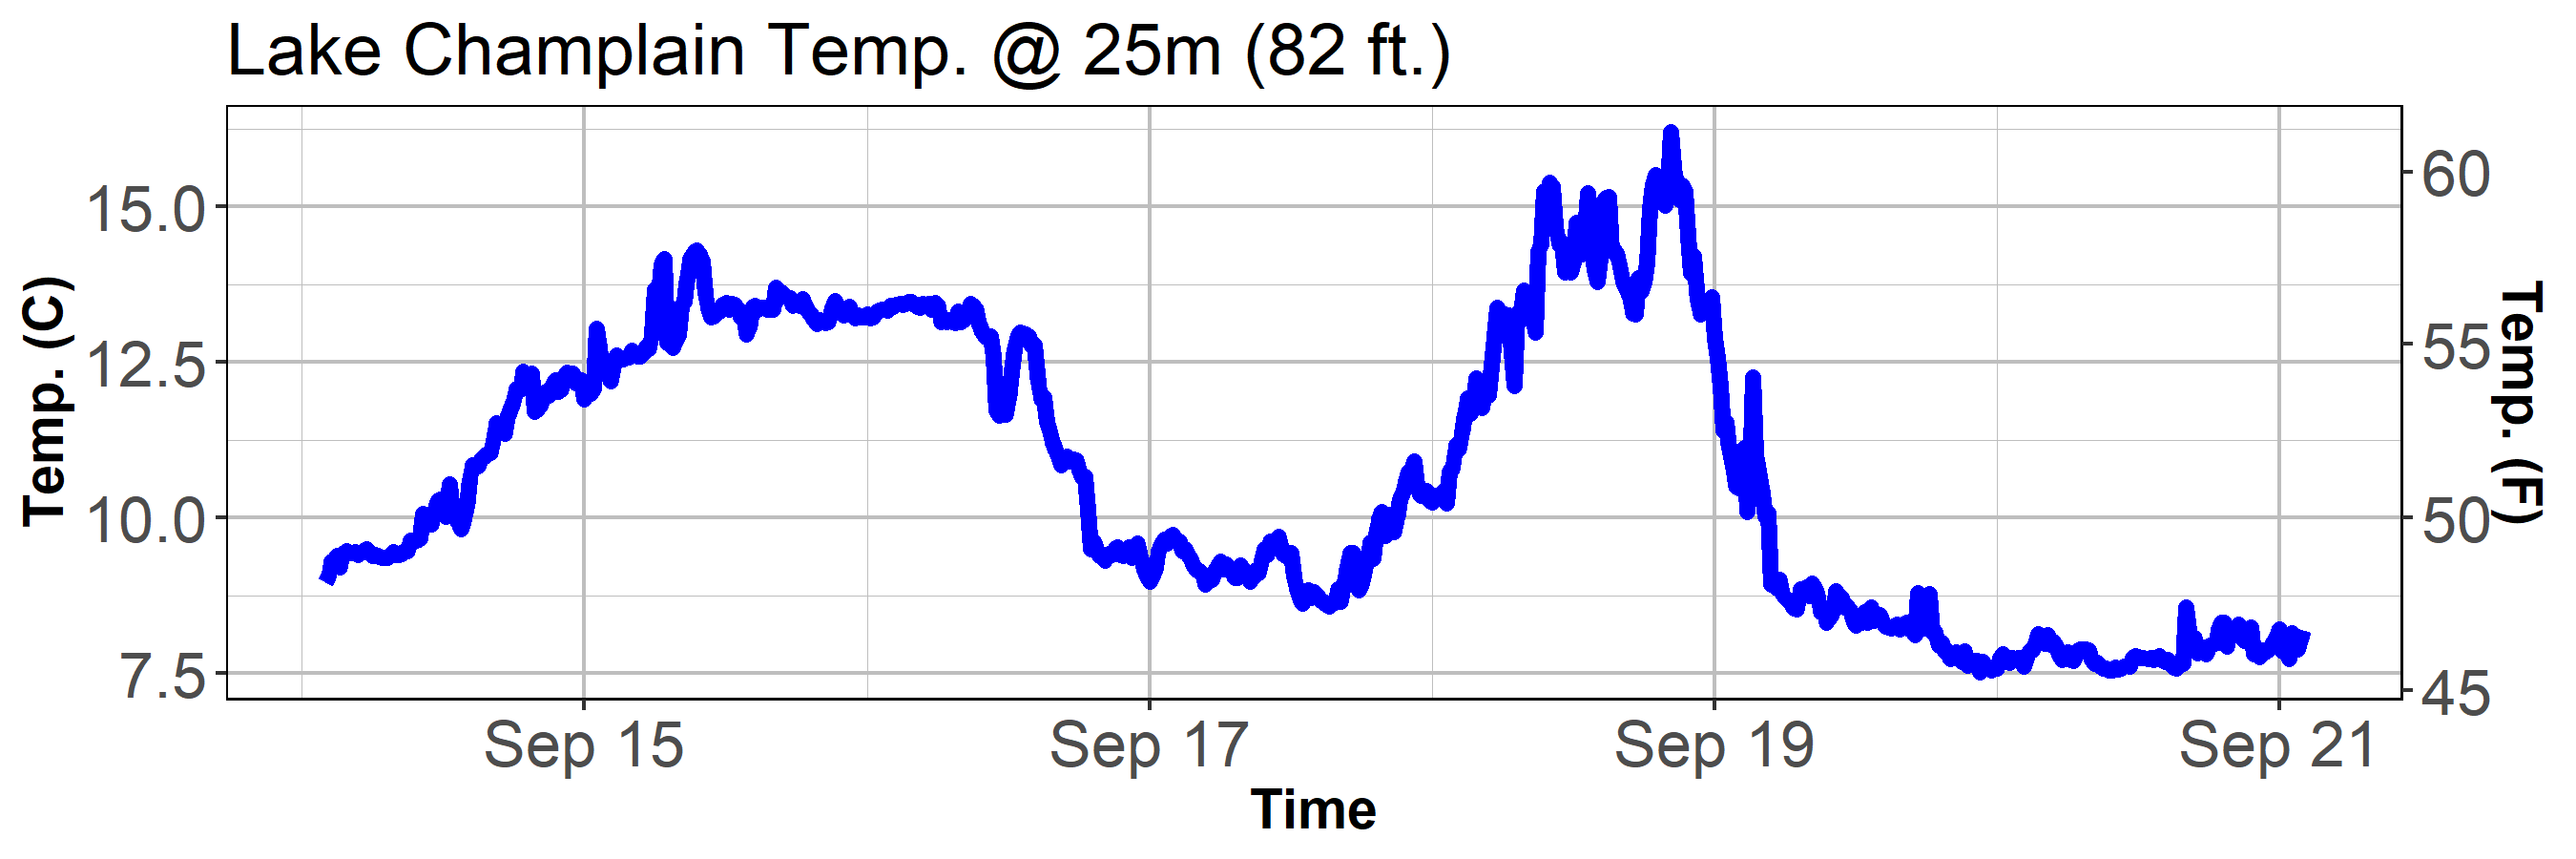 Lake Champlain Temp. @ 25m (82 ft.)
Temp. (C)
15.0
12.5
10.0
7.5
60
55
50
45
Temp. (F)
Sep 15 Sep 17 Sep 19 Sep 21
Time